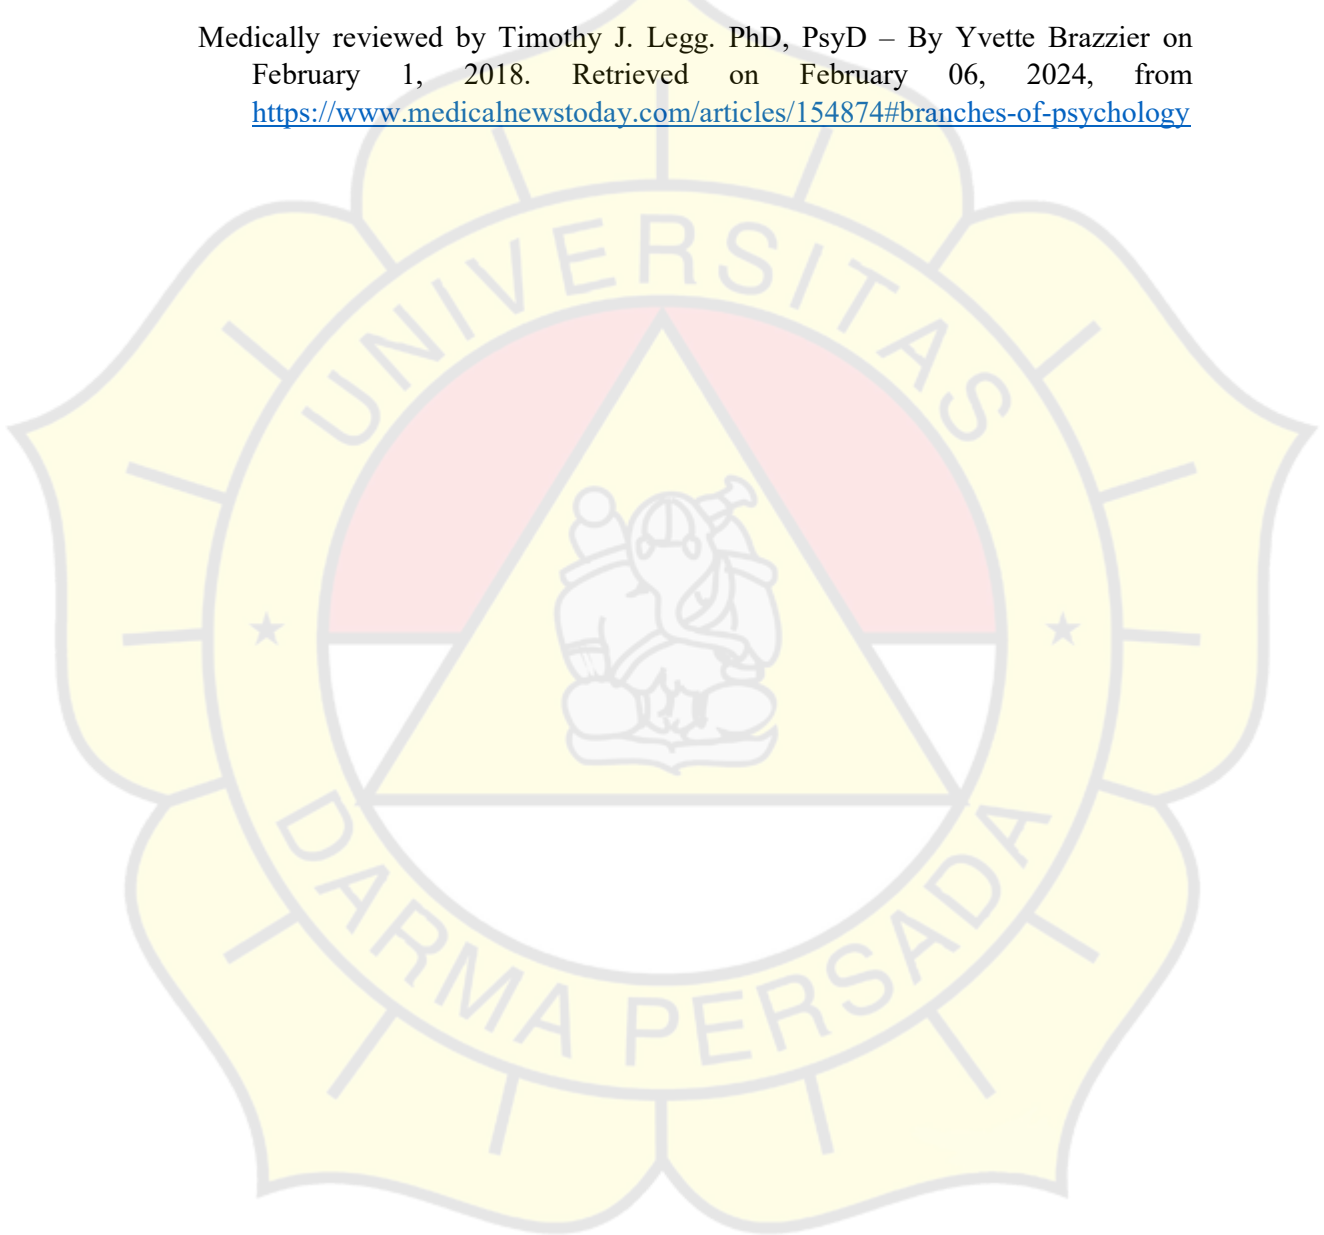 Medically reviewed by Timothy J. Legg. PhD, PsyD – By Yvette Brazzier on
February 1, 2018. Retrieved on February 06, 2024, from
https://www.medicalnewstoday.com/articles/154874#branches-of-psychology
UNIVERSITAS
DARMA PERSADA